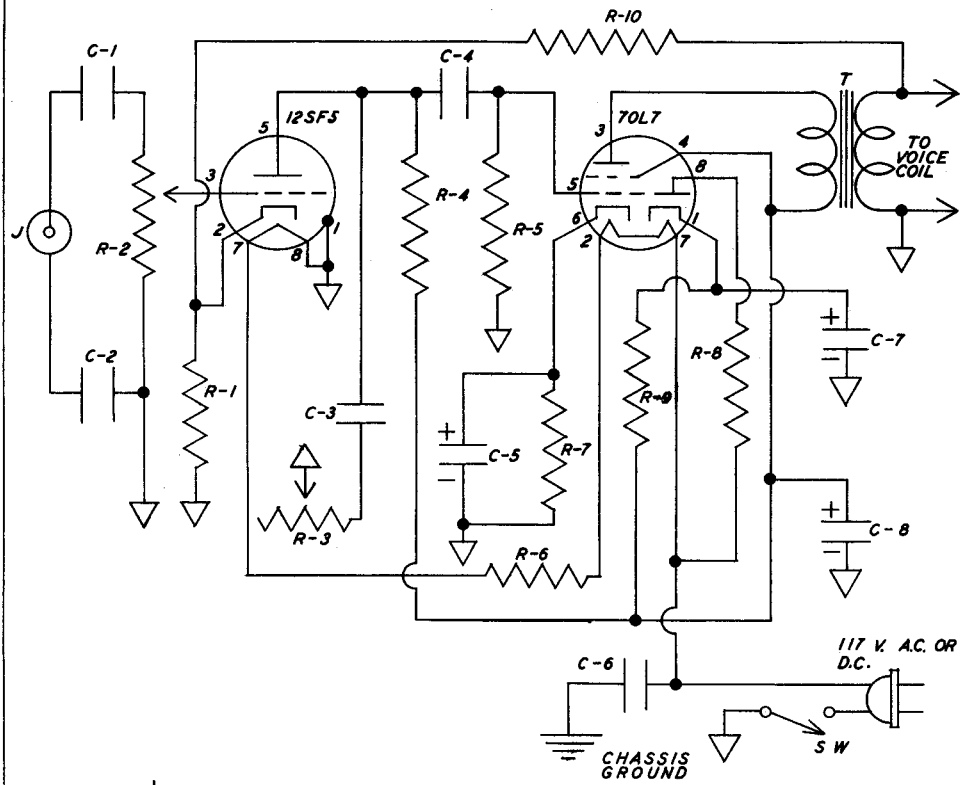 R-10
C-1
C-4
T
12SF5
70L7
5
3
4
TO
VOICE
COIL
8
3
5
R-4
J
R-2
2
7
8
1
R-5
6
2
1
7
C-2
R-1
C-3
+
C-7
−
R-8
R-9
+
C-5
−
R-7
R-3
+
C-8
−
R-6
117 V. A.C. OR
D.C.
C-6
SW
CHASSIS
GROUND